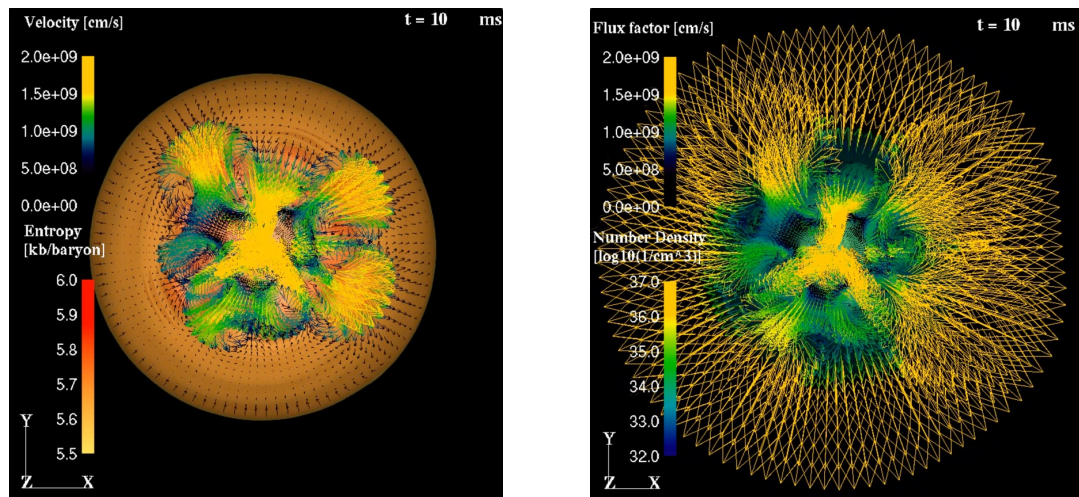 Velocity [cm/s]
t = 10 ms
2.0e+09
1.5e+09
1.0e+09
5.0e+08
0.0e+00
Entropy
[kb/baryon]
6.0
5.9
5.8
5.7
5.6
5.5
Y
Z X
Flux factor [cm/s]
t = 10 ms
2.0e+09
1.5e+09
1.0e+09
5.0e+08
0.0e+00
Number Density
[log10(1/cm^3)]
37.0
36.0
35.0
34.0
33.0
32.0
Y
Z X